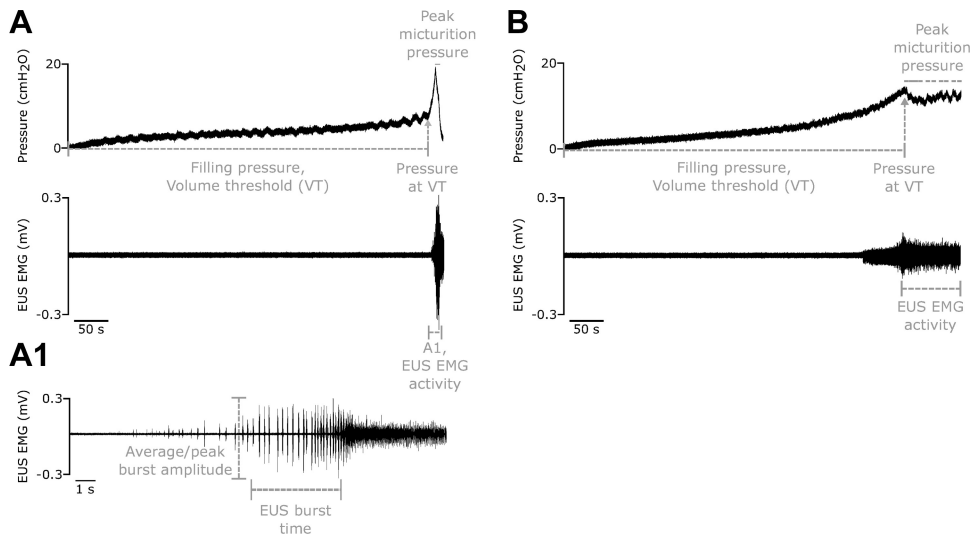 A
Peak
micturition
pressure
Pressure (cmH2O)
20
0
Filling pressure,
Volume threshold (VT)
Pressure
at VT
EUS EMG (mV)
0.3
-0.3
50 s
A1,
EUS EMG
activity
B
Peak
micturition
pressure
Pressure (cmH2O)
20
0
Filling pressure,
Volume threshold (VT)
Pressure
at VT
EUS EMG (mV)
0.3
-0.3
50 s
EUS EMG
activity
A1
EUS EMG (mV)
0.3
-0.3
Average/peak
burst amplitude
1 s
EUS burst
time